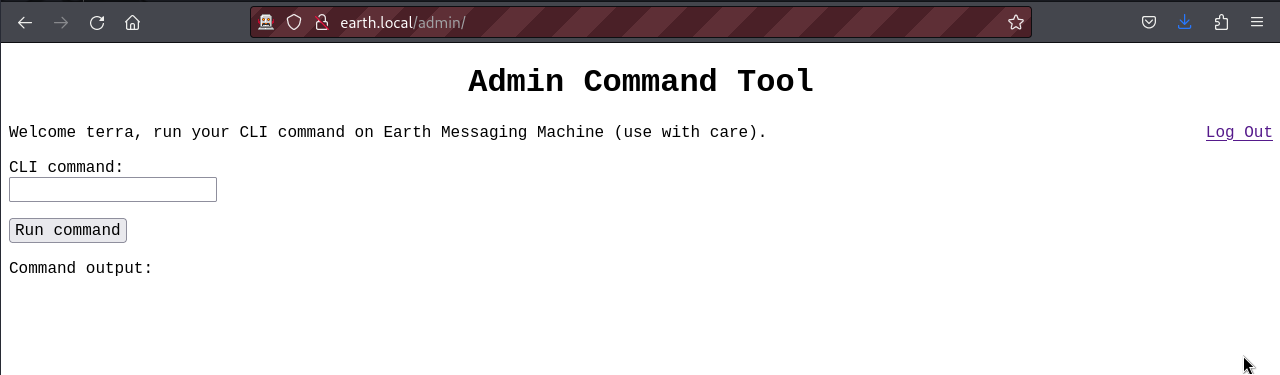 earth.local/admin/
Admin Command Tool
Welcome terra, run your CLI command on Earth Messaging Machine (use with care).
Log Out
CLI command:
Run command
Command output: